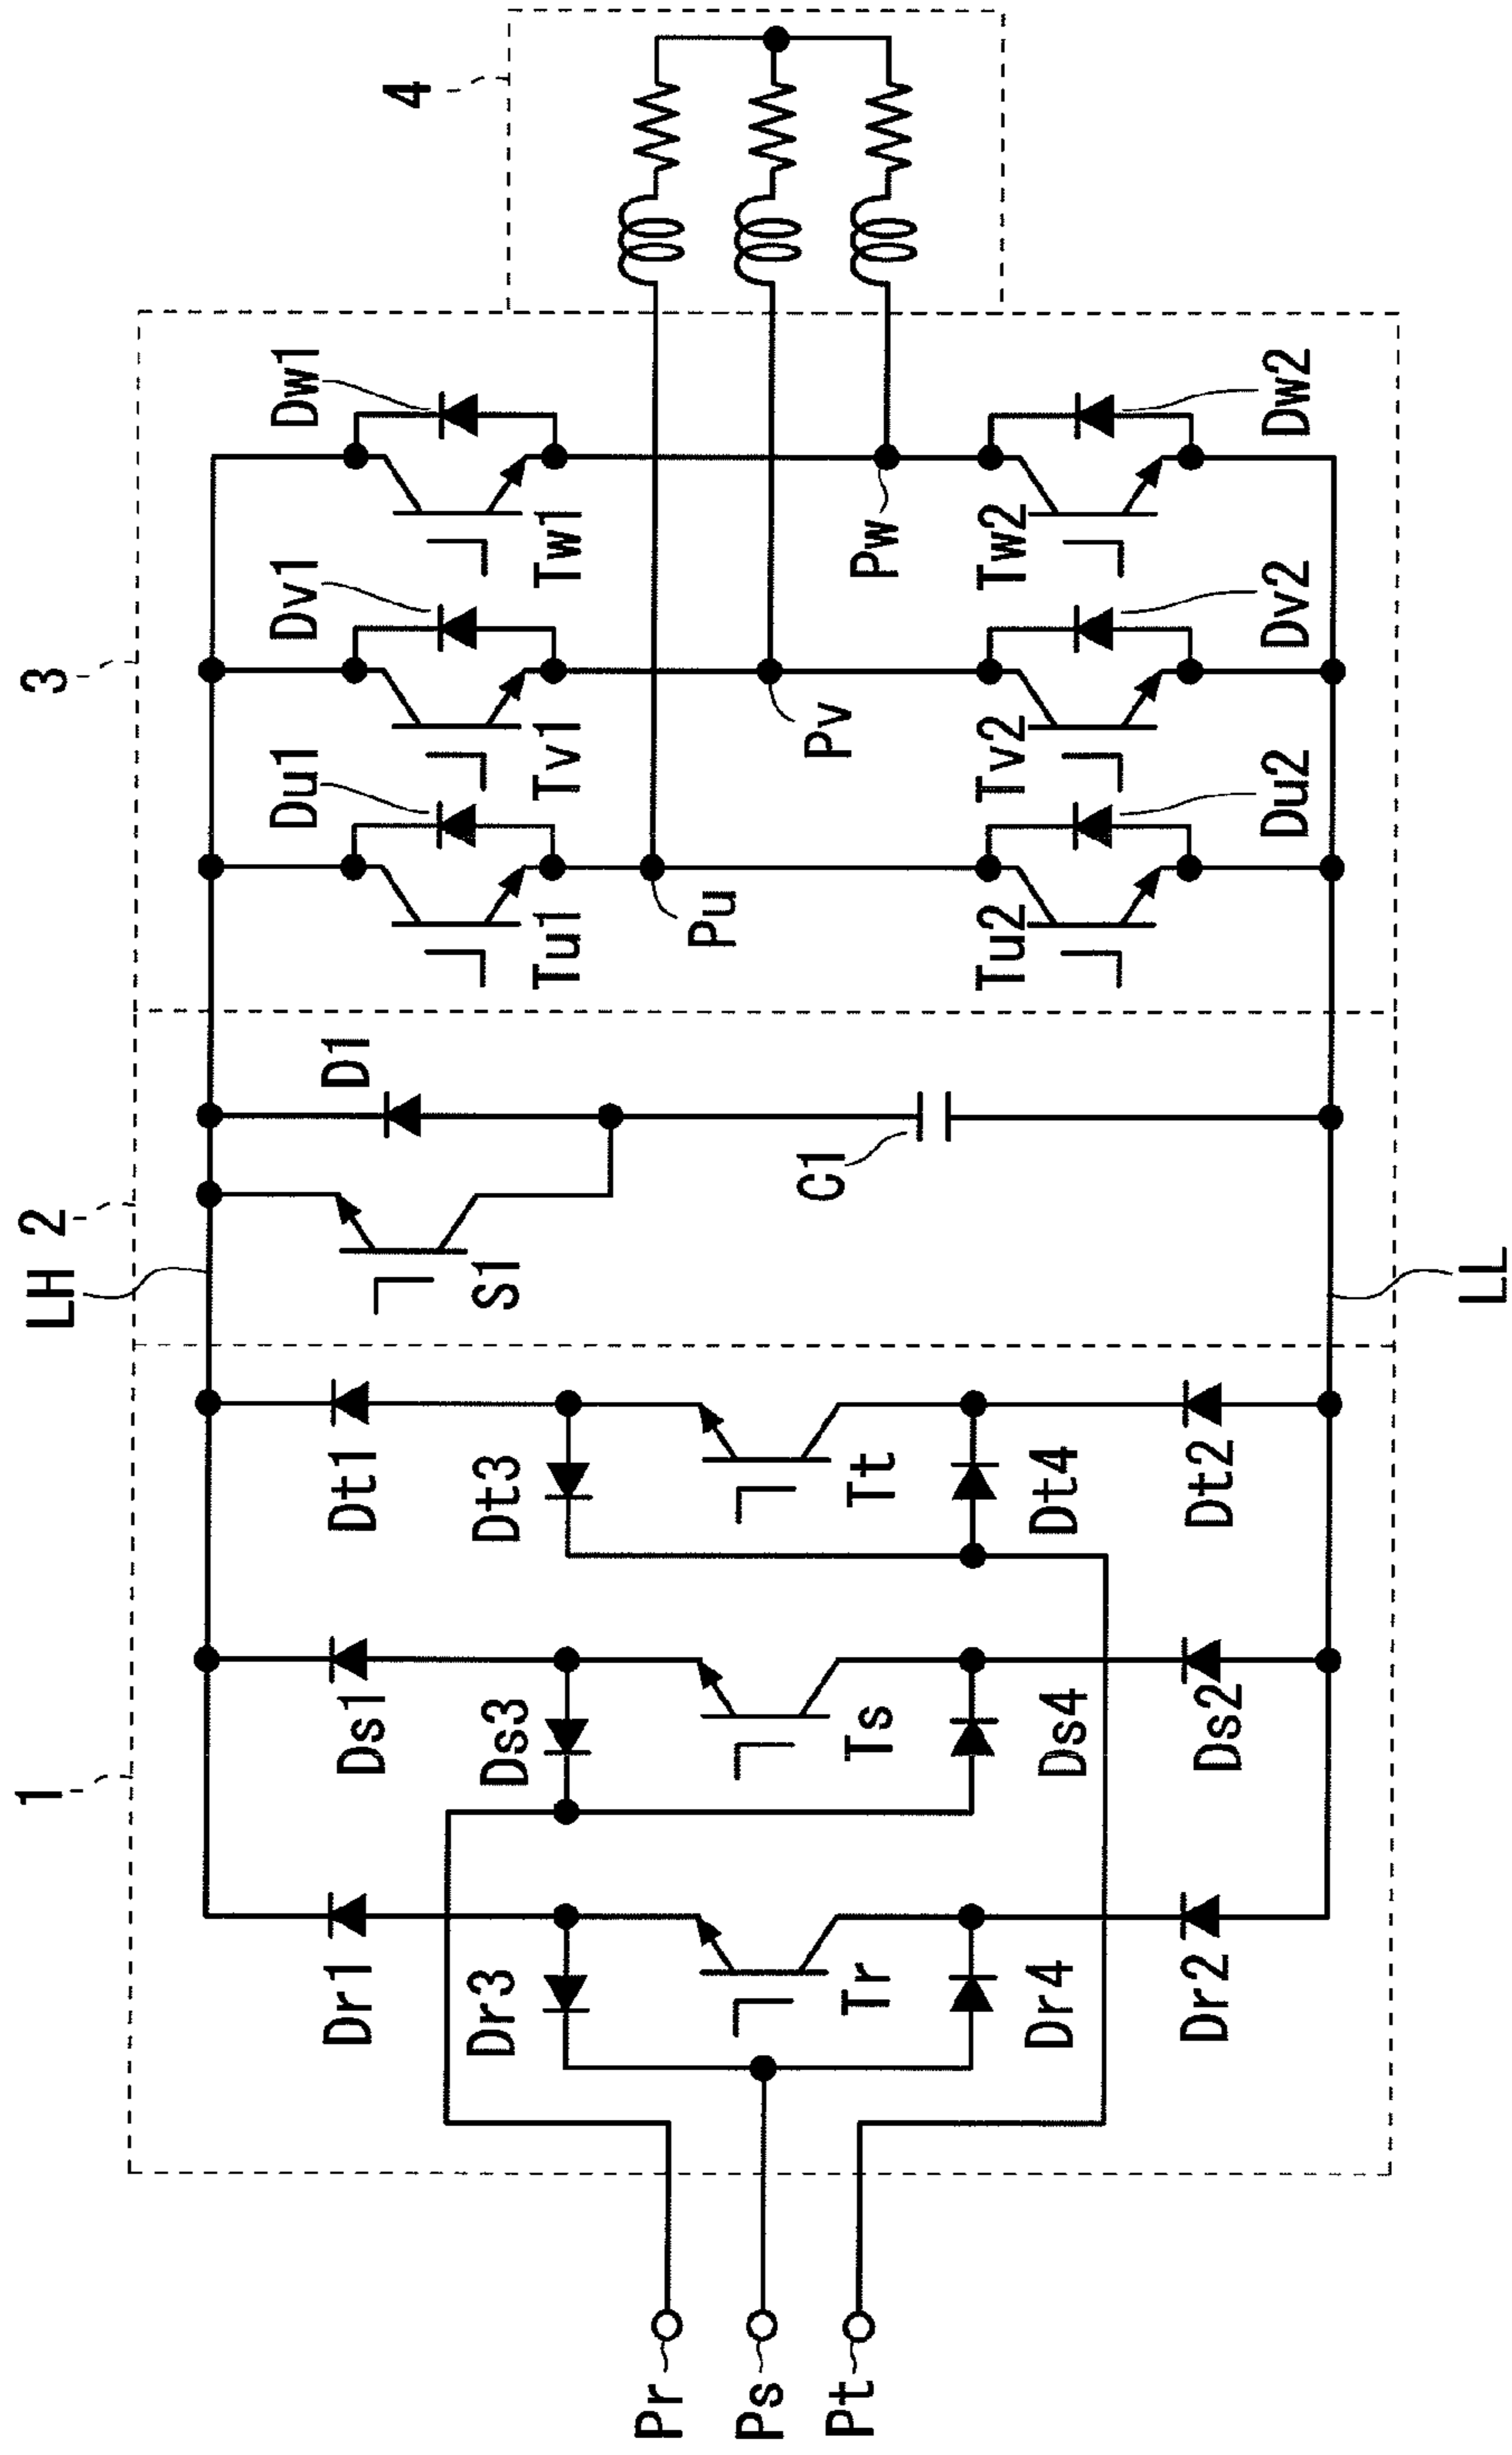 1
LH
2
3
4
Dr1
Ds1
Dt1
S1
D1
Du1
Dv1
Dw1
Dr3
Ds3
Dt3
Tu1
Tv1
Tw1
Pr
Ps
Pt
Tr
Ts
Tt
C1
Pu
Pv
Pw
Dr4
Ds4
Dt4
Tu2
Tv2
Tw2
Dr2
Ds2
Dt2
Du2
Dv2
Dw2
LL